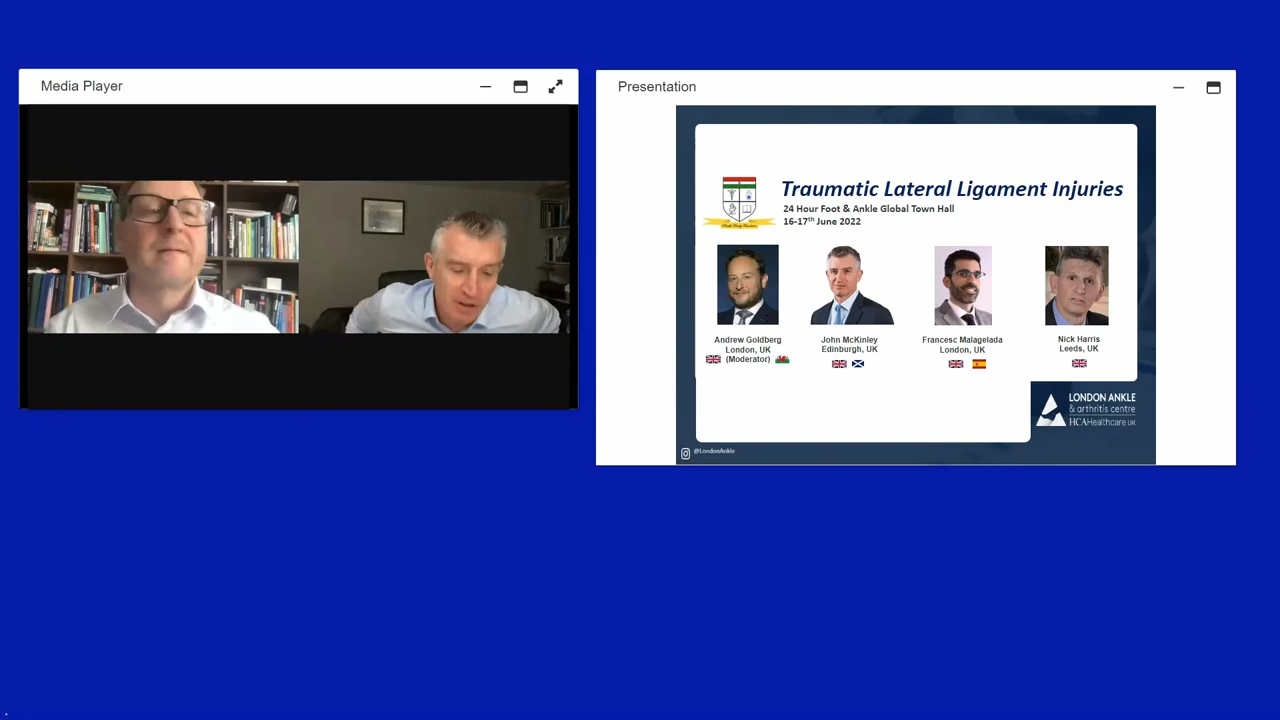 Media Player
Presentation
Traumatic Lateral Ligament Injuries
24 Hour Foot & Ankle Global Town Hall
16-17th June 2022
Andrew Goldberg
London, UK
(Moderator)
John McKinley
Edinburgh, UK
Francesc Malagelada
London, UK
Nick Harris
Leeds, UK
LONDON ANKLE
& arthritis centre
HCAHealthcare UK
@LondonAnkle